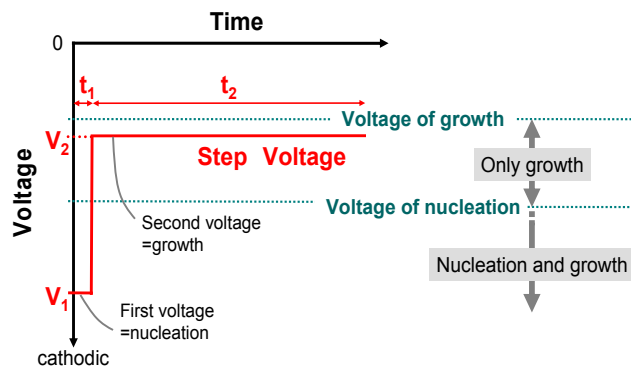 Time
0
t1
t2
Voltage of growth
V2
Step Voltage
Only growth
Voltage
Second voltage
=growth
Voltage of nucleation
Nucleation and growth
V1
First voltage
=nucleation
cathodic